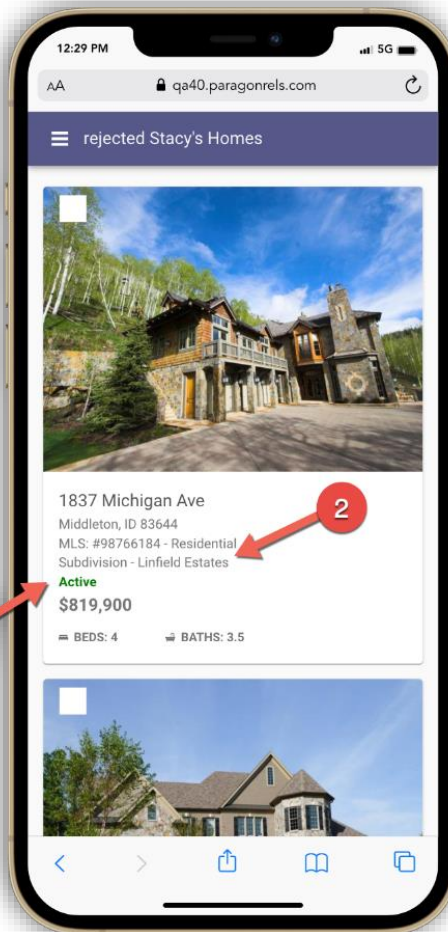 12:29 PM
5G
AA
qa40.paragonrels.com
rejected Stacy's Homes
1837 Michigan Ave
Middleton, ID 83644
MLS: #98766184 - Residential
Subdivision - Linfield Estates
Active
$819,900
BEDS: 4 BATHS: 3.5
2